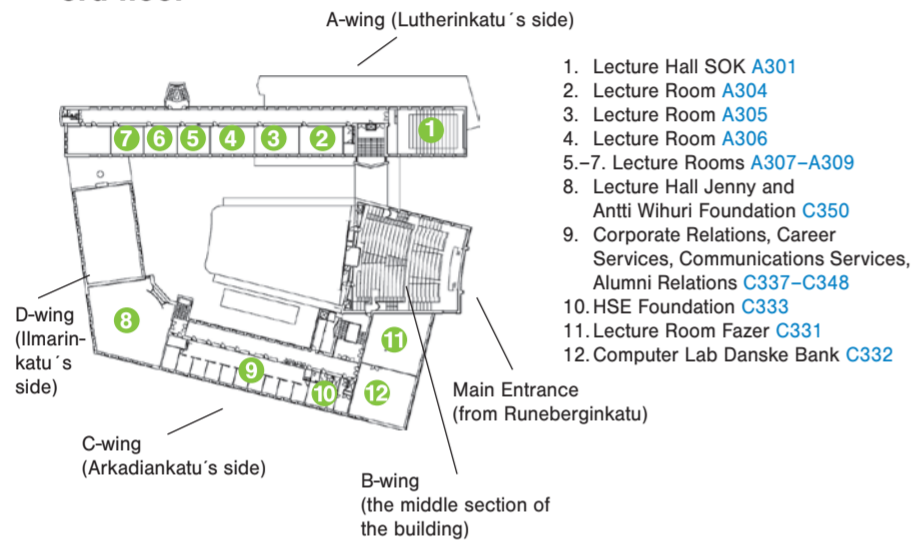 A-wing (Lutherinkatu´s side)
1. Lecture Hall SOK A301
2. Lecture Room A304
3. Lecture Room A305
4. Lecture Room A306
5.–7. Lecture Rooms A307–A309
8. Lecture Hall Jenny and
Antti Wihuri Foundation C350
9. Corporate Relations, Career
Services, Communications Services,
Alumni Relations C337–C348
10. HSE Foundation C333
11. Lecture Room Fazer C331
12. Computer Lab Danske Bank C332
7 6 5 4 3 2 1
8
11
9
10
12
D-wing
(Ilmarin-
katu´s
side)
Main Entrance
(from Runeberginkatu)
C-wing
(Arkadiankatu´s side)
B-wing
(the middle section of
the building)